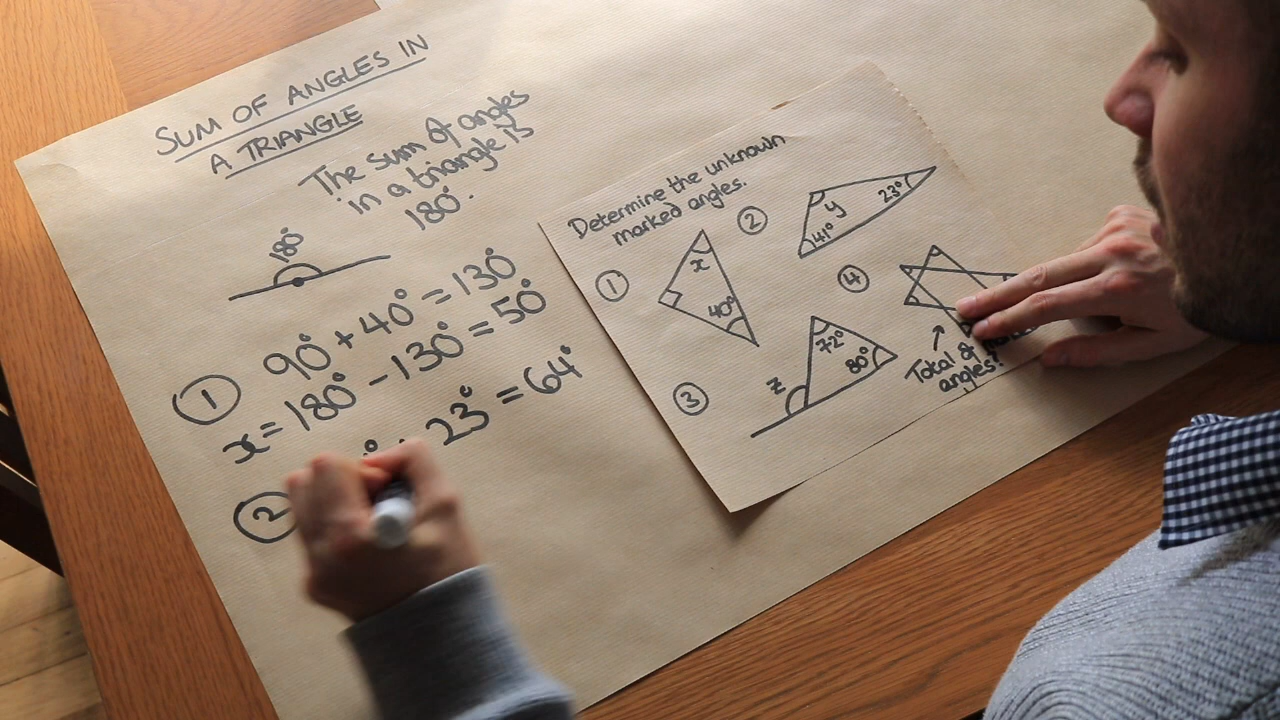 SUM OF ANGLES IN
A TRIANGLE
The sum of angles
in a triangle is
180°.
180°
① 90° + 40° = 130°
x = 180° - 130° = 50°
② 23° = 64°
Determine the unknown
marked angles.
①
x
40°
②
y
23°
41°
③
72°
80°
z
④
Total of
angles?